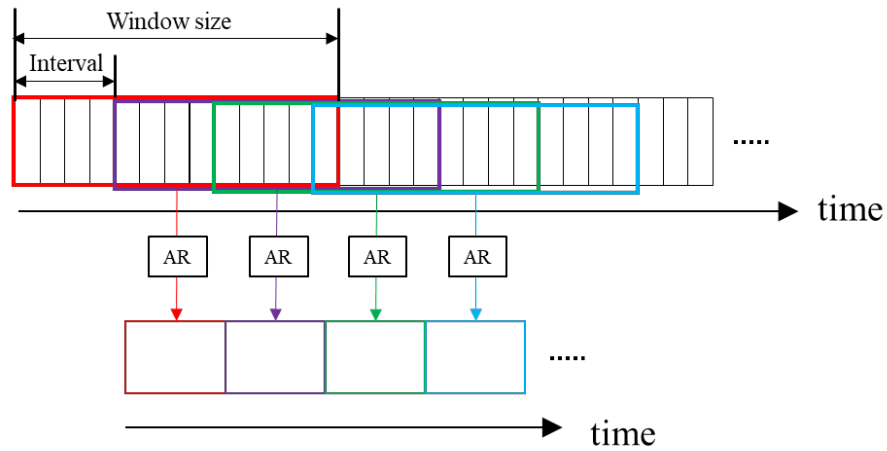 Window size
Interval
.....
time
AR AR AR AR
.....
time